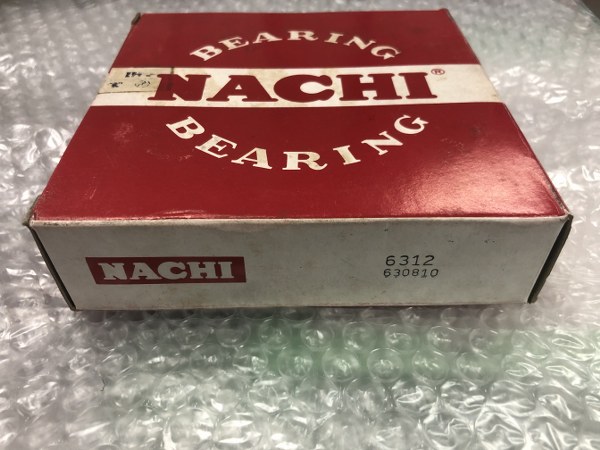 BEARING
NACHI®
BEARING
NACHI
6312
630810